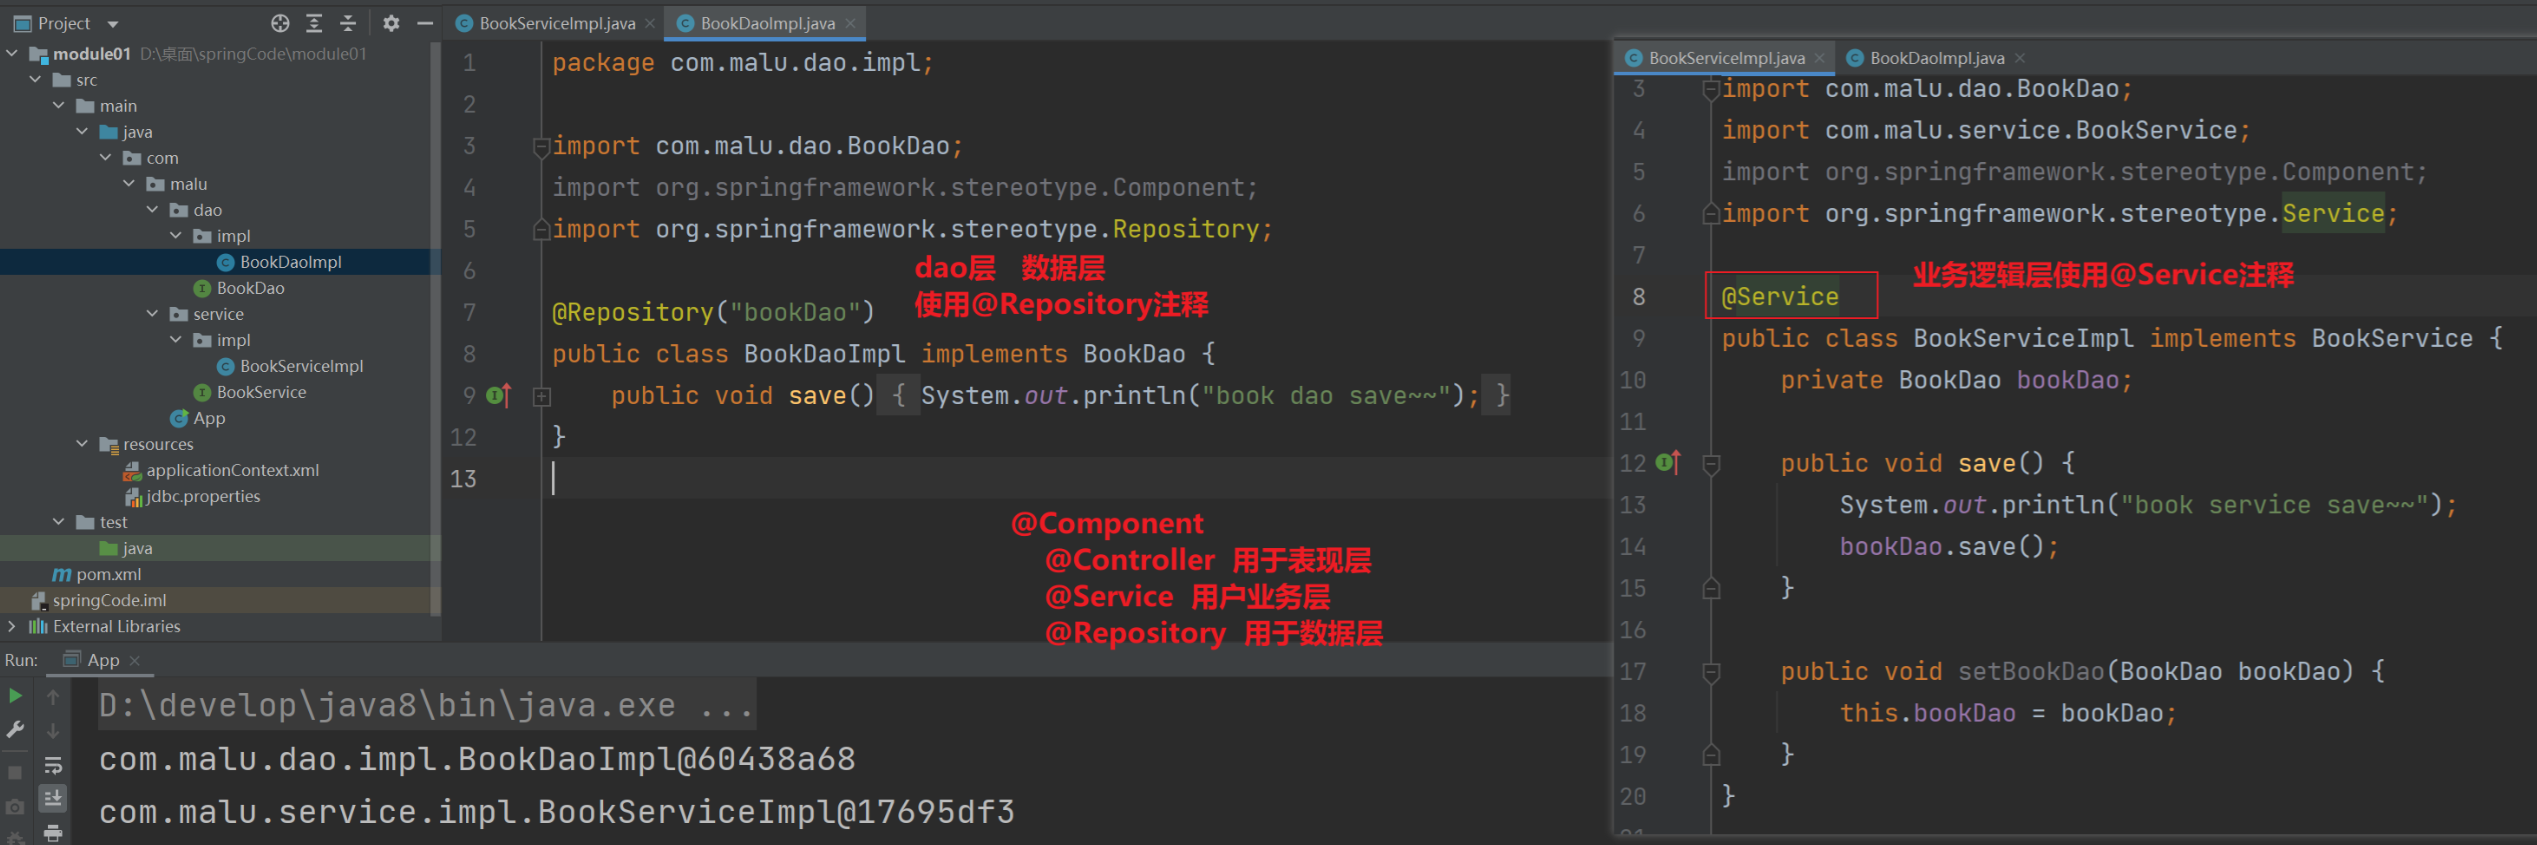 Project
module01 D:\桌面\springCode\module01
src
main
java
com
malu
dao
impl
BookDaoImpl
BookDao
service
impl
BookServiceImpl
BookService
App
resources
applicationContext.xml
jdbc.properties
test
java
pom.xml
springCode.iml
External Libraries
BookServiceImpl.java
BookDaoImpl.java
1 package com.malu.dao.impl;
2
3 import com.malu.dao.BookDao;
4 import org.springframework.stereotype.Component;
5 import org.springframework.stereotype.Repository;
6
dao层 数据层
使用@Repository注释
7 @Repository("bookDao")
8 public class BookDaoImpl implements BookDao {
9 public void save() { System.out.println("book dao save~~"); }
12 }
13
@Component
@Controller 用于表现层
@Service 用户业务层
@Repository 用于数据层
BookServiceImpl.java
BookDaoImpl.java
3 import com.malu.dao.BookDao;
4 import com.malu.service.BookService;
5 import org.springframework.stereotype.Component;
6 import org.springframework.stereotype.Service;
7
业务逻辑层使用@Service注释
8 @Service
9 public class BookServiceImpl implements BookService {
10 private BookDao bookDao;
11
12 public void save() {
13 System.out.println("book service save~~");
14 bookDao.save();
15 }
16
17 public void setBookDao(BookDao bookDao) {
18 this.bookDao = bookDao;
19 }
20 }
Run: App
D:\develop\java8\bin\java.exe ...
com.malu.dao.impl.BookDaoImpl@60438a68
com.malu.service.impl.BookServiceImpl@17695df3